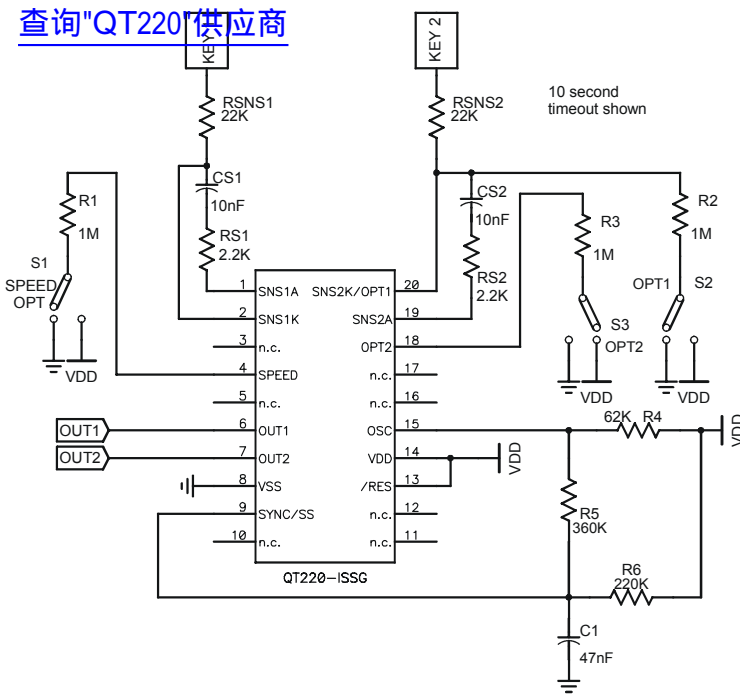 查询"QT220"供应商
KEY
KEY 2
RSNS1
22K
RSNS2
22K
10 second
timeout shown
CS1
10nF
CS2
10nF
R1
1M
R2
1M
R3
1M
RS1
2.2K
RS2
2.2K
S1
SPEED
OPT
VDD
OPT1
S2
S3
OPT2
VDD
VDD
1 SNS1A
2 SNS1K
3 n.c.
4 SPEED
5 n.c.
6 OUT1
7 OUT2
8 VSS
9 SYNC/SS
10 n.c.
SNS2K/OPT1 20
SNS2A 19
OPT2 18
n.c. 17
n.c. 16
OSC 15
VDD 14
/RES 13
n.c. 12
n.c. 11
QT220-ISSG
OUT1
OUT2
VDD
62K R4
VDD
R5
360K
R6
220K
C1
47nF